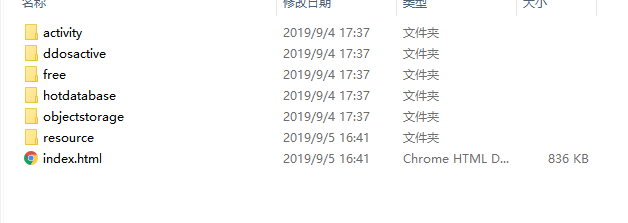 名称 修改日期 类型 大小
activity 2019/9/4 17:37 文件夹
ddosactive 2019/9/4 17:37 文件夹
free 2019/9/4 17:37 文件夹
hotdatabase 2019/9/4 17:37 文件夹
objectstorage 2019/9/4 17:37 文件夹
resource 2019/9/5 16:41 文件夹
index.html 2019/9/5 16:41 Chrome HTML D... 836 KB